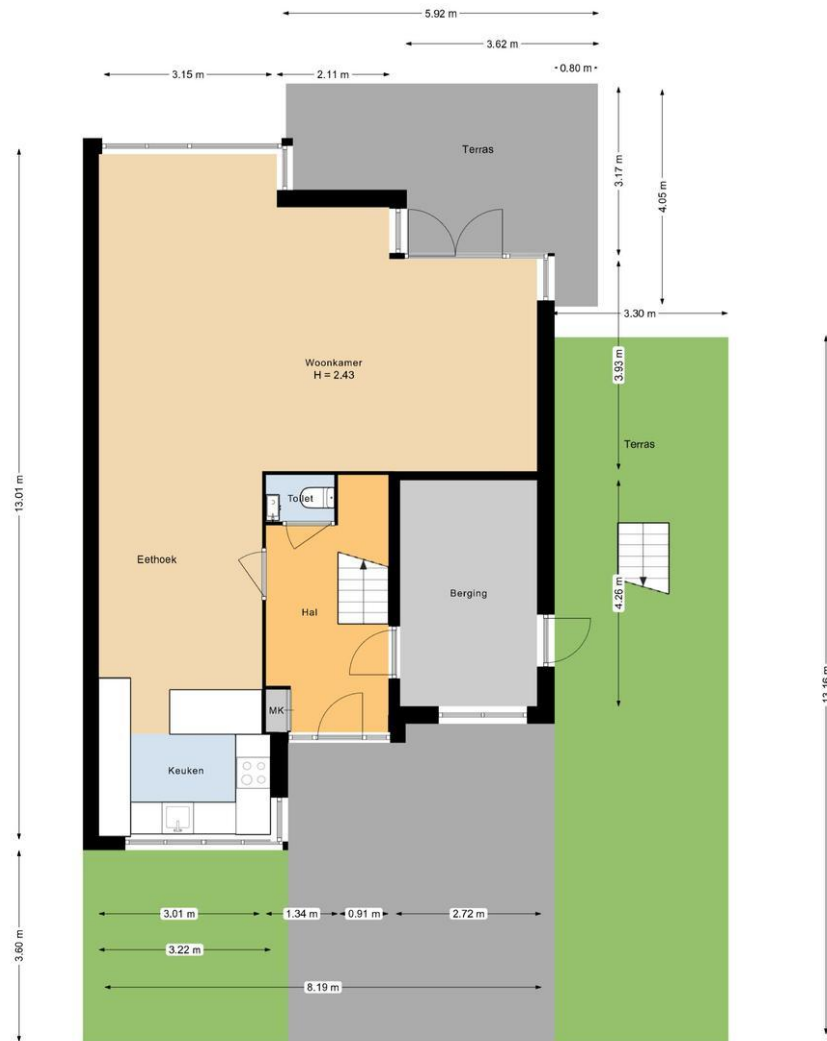 5.92 m
3.62 m
3.15 m
2.11 m
0.80 m
Terras
3.17 m
4.05 m
3.30 m
Woonkamer
H = 2.43
3.93 m
Terras
13.01 m
Toilet
Eethoek
Berging
4.26 m
Hal
13.16 m
MK
Keuken
3.01 m
1.34 m
0.91 m
2.72 m
3.60 m
3.22 m
8.19 m